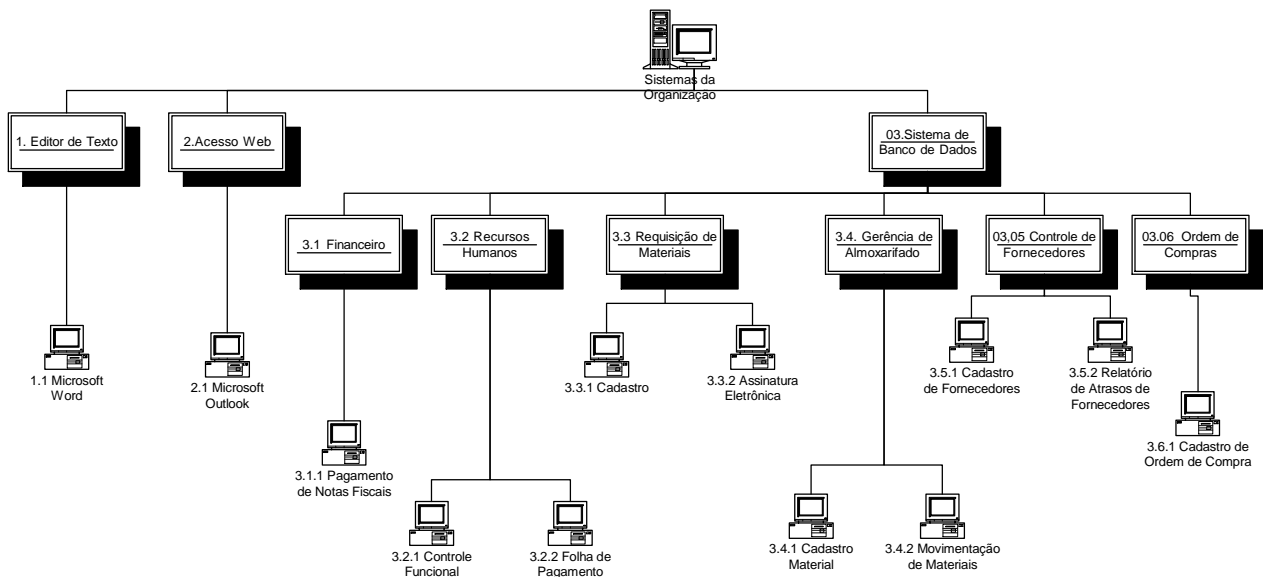 Sistemas da
Organização
1. Editor de Texto
2.Acesso Web
03.Sistema de
Banco de Dados
3.1 Financeiro
3.2 Recursos
Humanos
3.3 Requisição de
Materiais
3.4. Gerência de
Almoxarifado
03,05 Controle de
Fornecedores
03.06 Ordem de
Compras
1.1 Microsoft
Word
2.1 Microsoft
Outlook
3.3.1 Cadastro
3.3.2 Assinatura
Eletrônica
3.5.1 Cadastro
de Fornecedores
3.5.2 Relatório
de Atrasos de
Fornecedores
3.1.1 Pagamento
de Notas Fiscais
3.6.1 Cadastro de
Ordem de Compra
3.2.1 Controle
Funcional
3.2.2 Folha de
Pagamento
3.4.1 Cadastro
Material
3.4.2 Movimentação
de Materiais